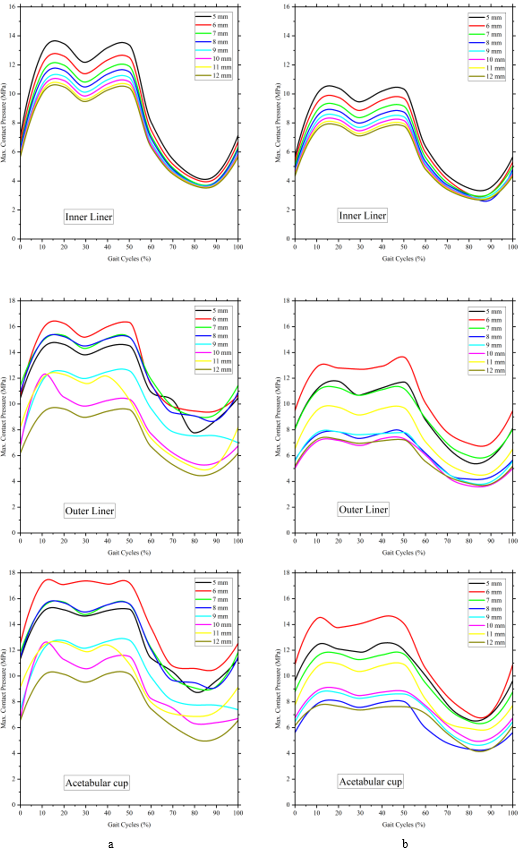 16
14
12
10
8
6
4
2
0
Max. Contact Pressure (MPa)
5 mm
6 mm
7 mm
8 mm
9 mm
10 mm
11 mm
12 mm
Inner Liner
0 10 20 30 40 50 60 70 80 90 100
Gait Cycles (%)
16
14
12
10
8
6
4
2
0
Max. Contact Pressure (MPa)
5 mm
6 mm
7 mm
8 mm
9 mm
10 mm
11 mm
12 mm
Inner Liner
0 10 20 30 40 50 60 70 80 90 100
Gait Cycles (%)
18
16
14
12
10
8
6
4
2
0
Max. Contact Pressure (MPa)
5 mm
6 mm
7 mm
8 mm
9 mm
10 mm
11 mm
12 mm
Outer Liner
0 10 20 30 40 50 60 70 80 90 100
Gait Cycles (%)
18
16
14
12
10
8
6
4
2
0
Max. Contact Pressure (MPa)
5 mm
6 mm
7 mm
8 mm
9 mm
10 mm
11 mm
12 mm
Outer Liner
0 10 20 30 40 50 60 70 80 90 100
Gait Cycles (%)
18
16
14
12
10
8
6
4
2
0
Max. Contact Pressure (MPa)
5 mm
6 mm
7 mm
8 mm
9 mm
10 mm
11 mm
12 mm
Acetabular cup
0 10 20 30 40 50 60 70 80 90 100
Gait Cycles (%)
18
16
14
12
10
8
6
4
2
0
Max. Contact Pressure (MPa)
5 mm
6 mm
7 mm
8 mm
9 mm
10 mm
11 mm
12 mm
Acetabular cup
0 10 20 30 40 50 60 70 80 90 100
Gait Cycles (%)
a
b